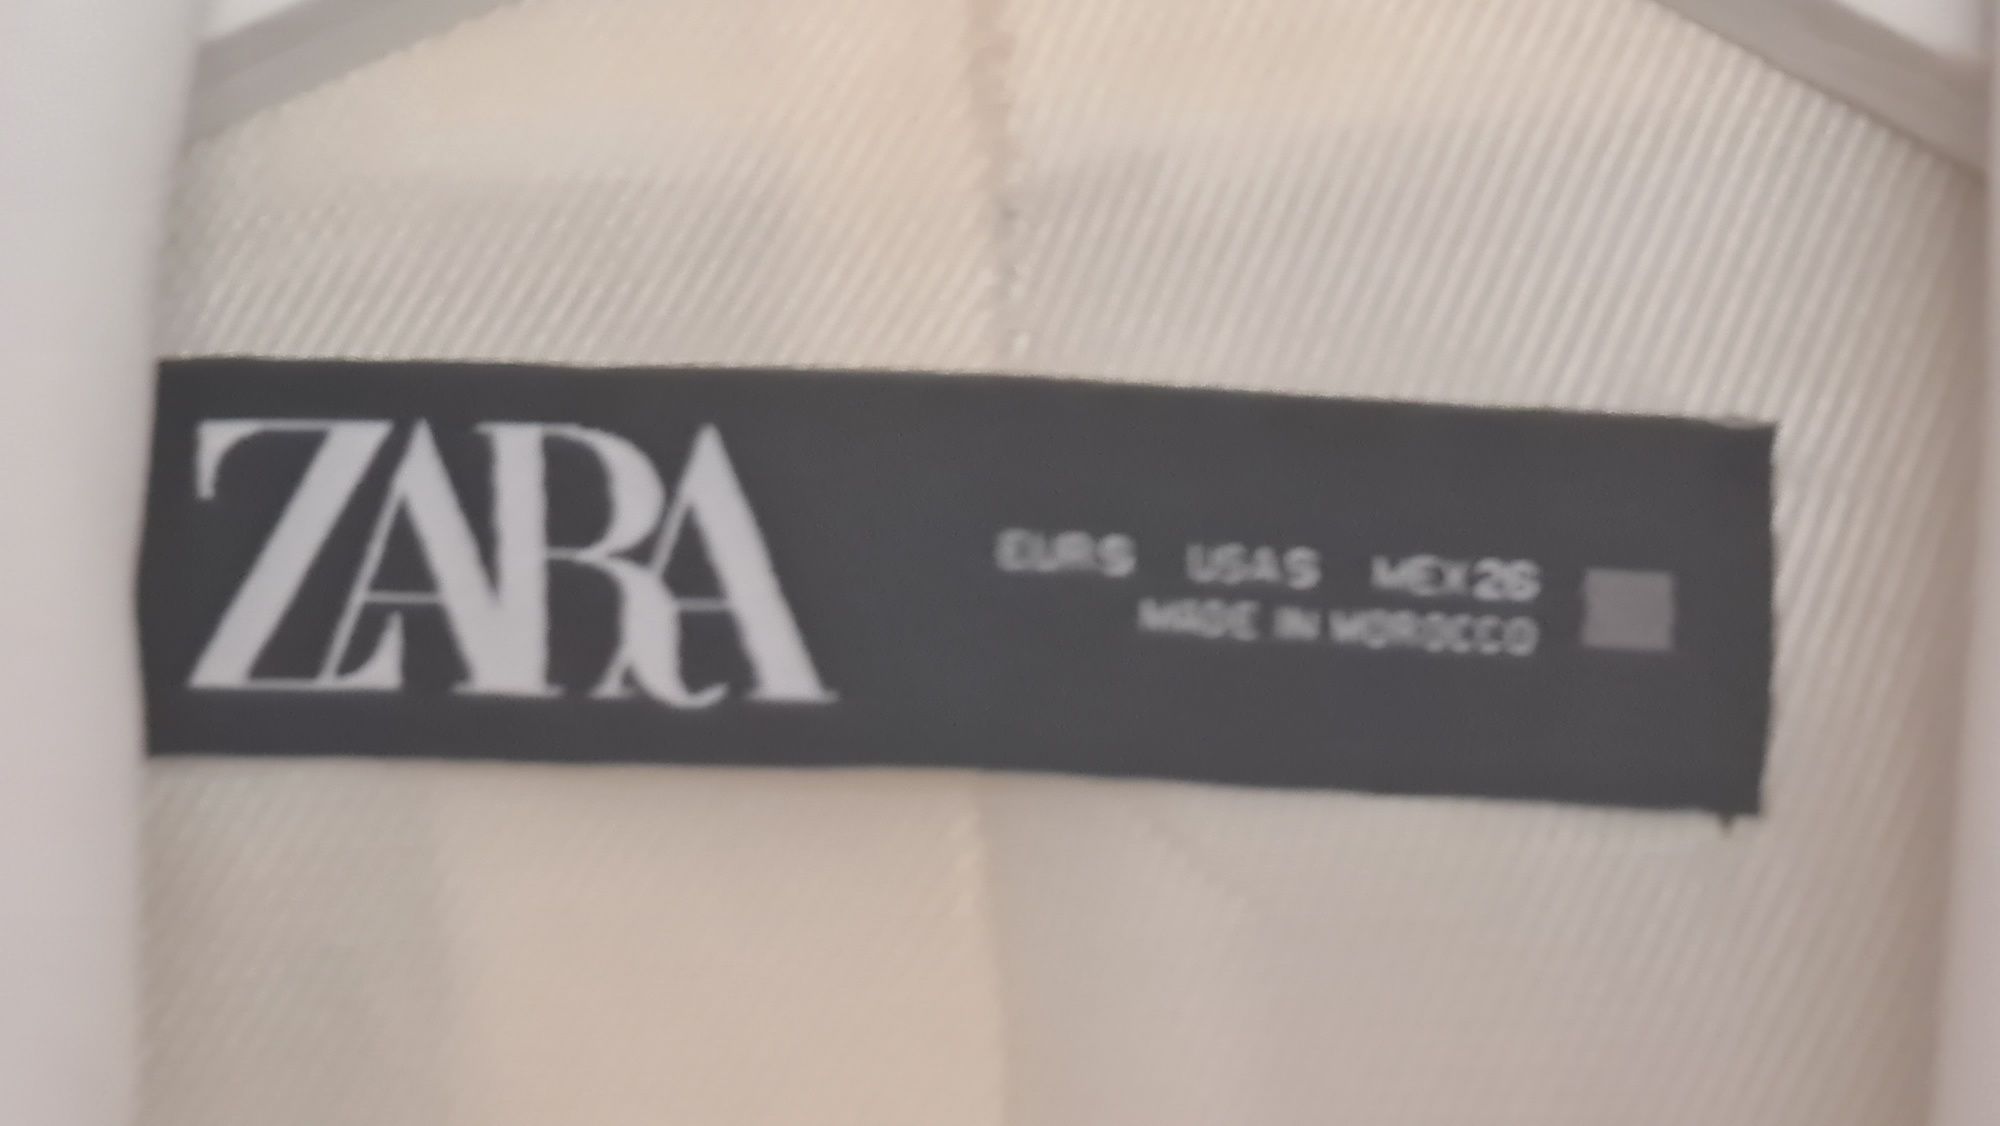 ZARA
EUR S USA S MEX 26
MADE IN MOROCCO